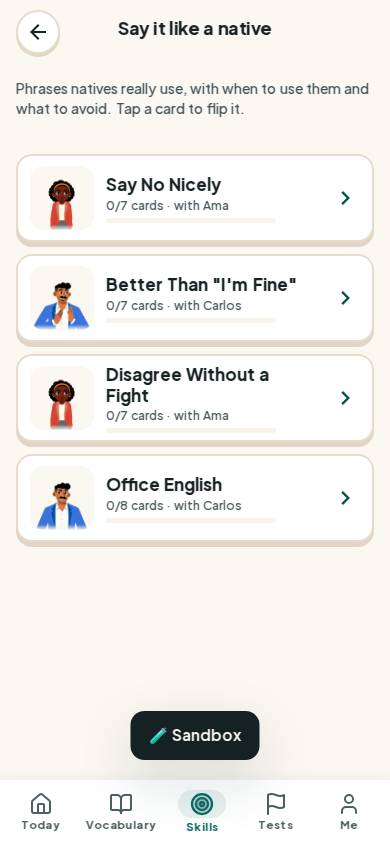 Say it like a native
Phrases natives really use, with when to use them and
what to avoid. Tap a card to flip it.
Say No Nicely
0/7 cards · with Ama
Better Than "I'm Fine"
0/7 cards · with Carlos
Disagree Without a
Fight
0/7 cards · with Ama
Office English
0/8 cards · with Carlos
Sandbox
Today
Vocabulary
Skills
Tests
Me